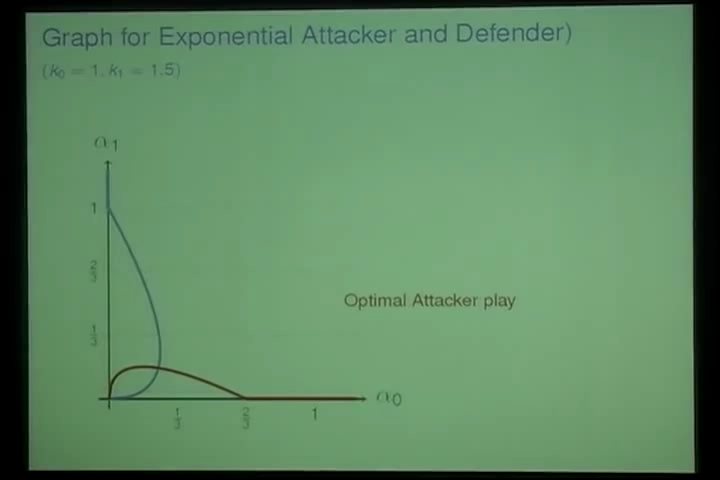 Graph for Exponential Attacker and Defender)
(k₀ = 1, k₁ = 1.5)
α₁
1
2/3
Optimal Attacker play
1/3
α₀
1/3 2/3 1